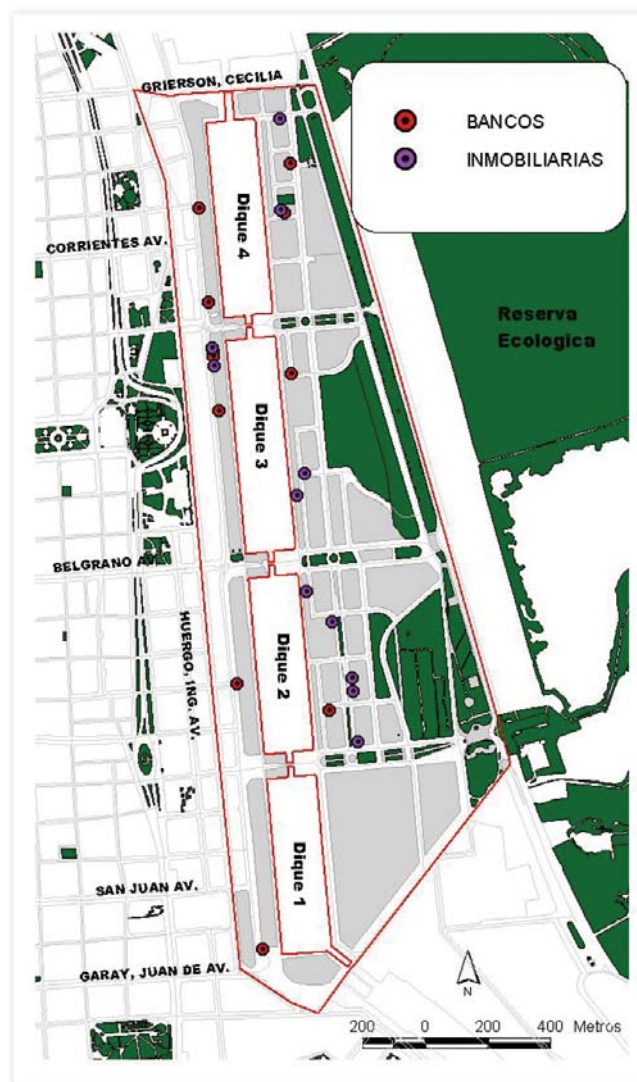 GRIERSON, CECILIA
BANCOS
INMOBILIARIAS
Dique 4
CORRIENTES AV.
Reserva
Ecologica
Dique 3
BELGRANO AV.
HUERGO, ING. AV.
Dique 2
Dique 1
SAN JUAN AV.
GARAY, JUAN DE AV.
N
200 0 200 400 Metros